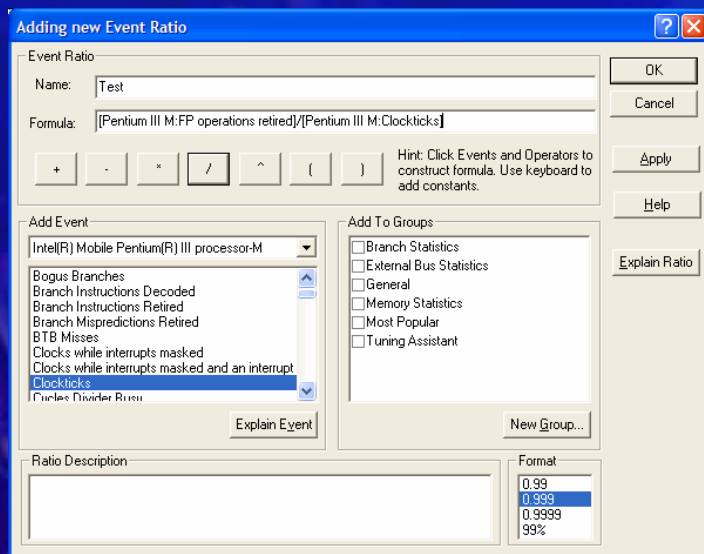 Adding new Event Ratio
Event Ratio
Name: Test
Formula: [Pentium III M:FP operations retired]/[Pentium III M:Clockticks]
+ - * / ^ ( )
Hint: Click Events and Operators to
construct formula. Use keyboard to
add constants.
OK
Cancel
Apply
Help
Explain Ratio
Add Event
Intel(R) Mobile Pentium(R) III processor-M
Bogus Branches
Branch Instructions Decoded
Branch Instructions Retired
Branch Mispredictions Retired
BTB Misses
Clocks while interrupts masked
Clocks while interrupts masked and an interrupt
Clockticks
Cycles Divider Busy
Explain Event
Add To Groups
Branch Statistics
External Bus Statistics
General
Memory Statistics
Most Popular
Tuning Assistant
New Group...
Ratio Description
Format
0.99
0.999
0.9999
99%